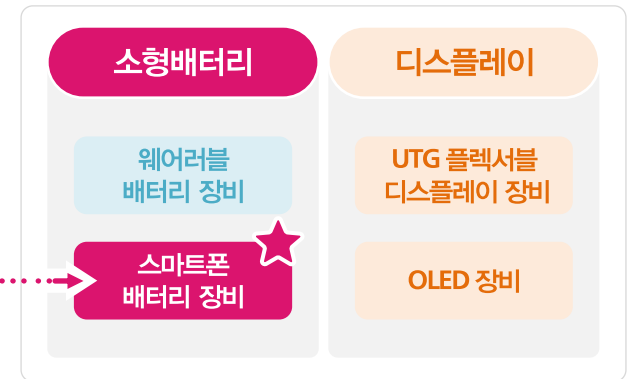 소형배터리
웨어러블
배터리 장비
스마트폰
배터리 장비
디스플레이
UTG 플렉서블
디스플레이 장비
OLED 장비